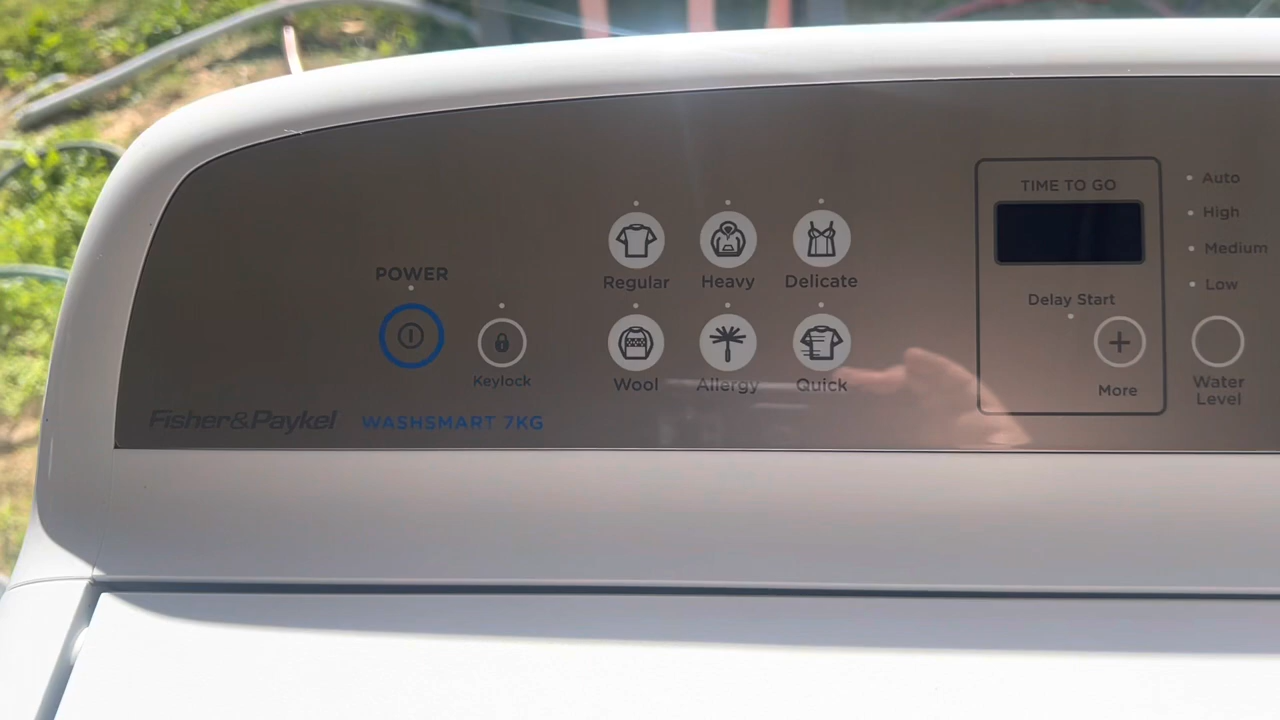 TIME TO GO
Auto
High
Medium
Low
POWER
Regular
Heavy
Delicate
Delay Start
Keylock
Wool
Allergy
Quick
More
Water
Level
Fisher&Paykel
WASHSMART 7KG